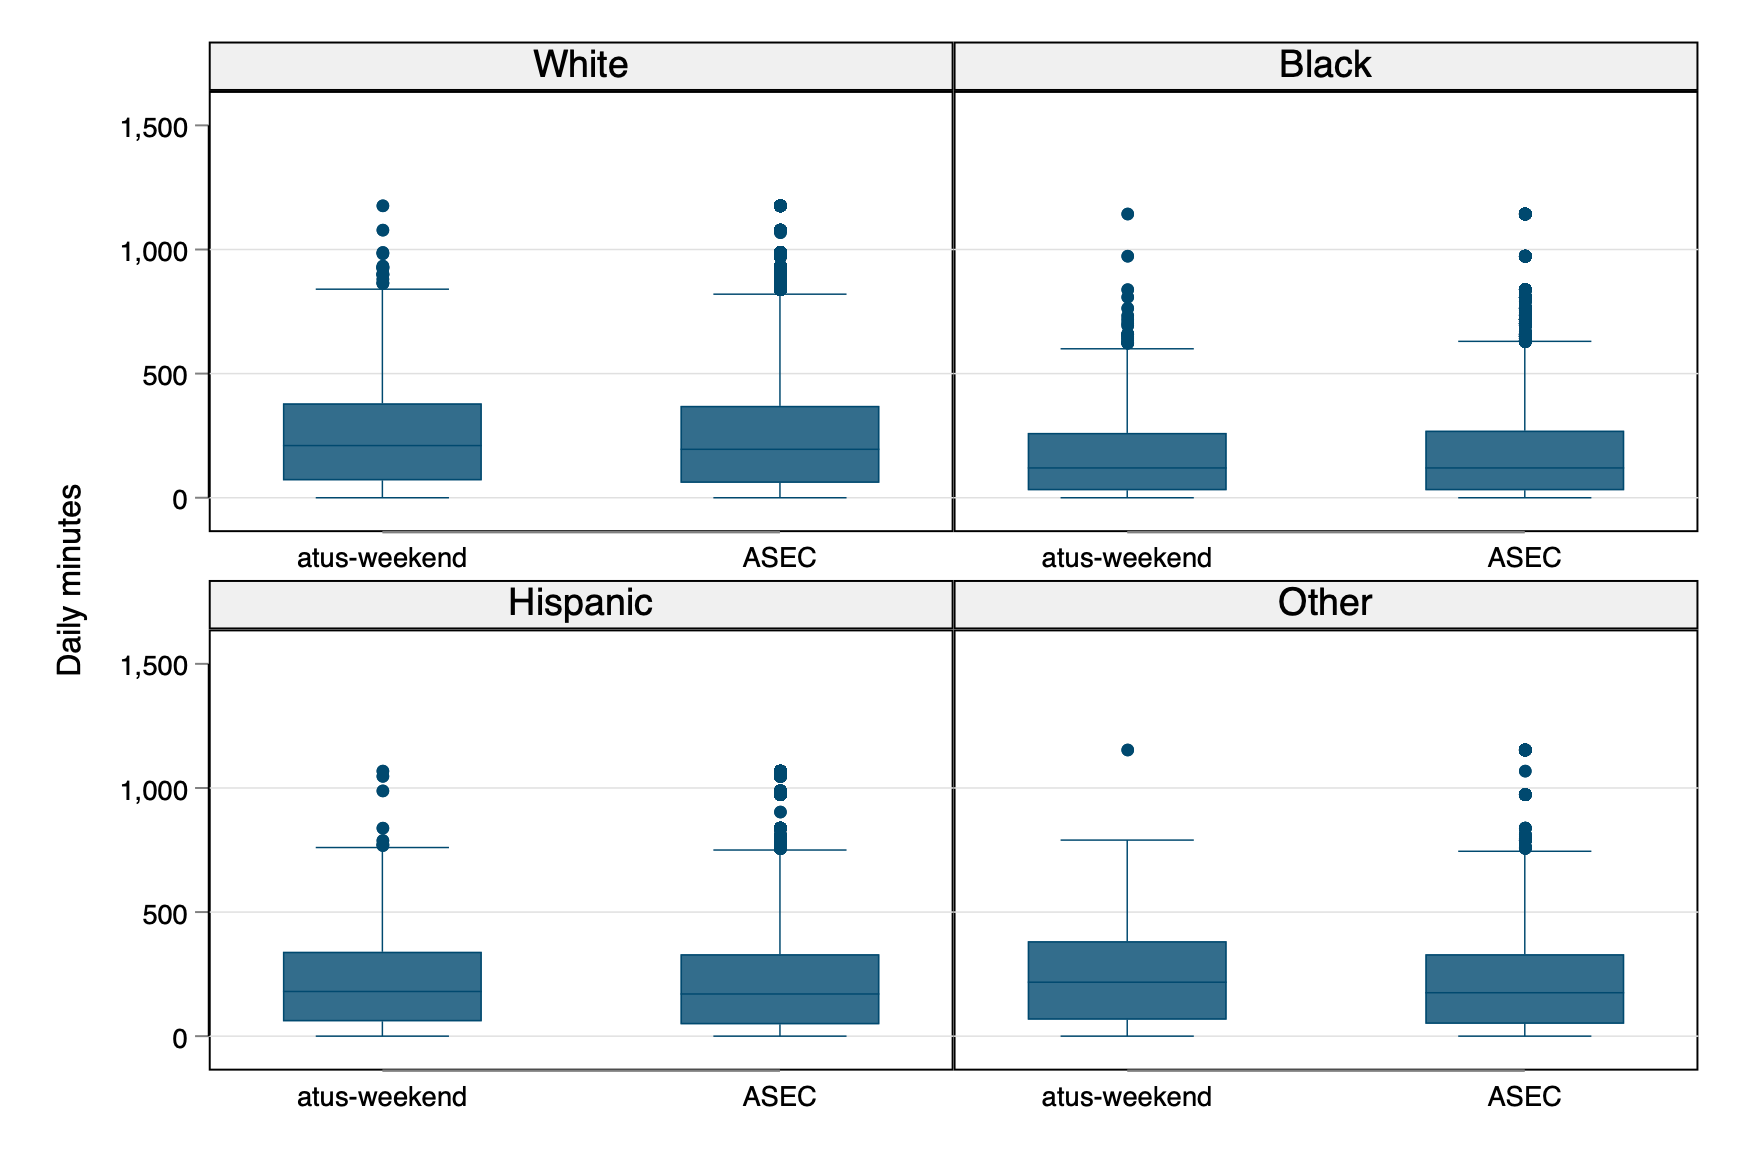 White
Black
1,500
1,000
500
0
atus-weekend
ASEC
atus-weekend
ASEC
Daily minutes
Hispanic
Other
1,500
1,000
500
0
atus-weekend
ASEC
atus-weekend
ASEC